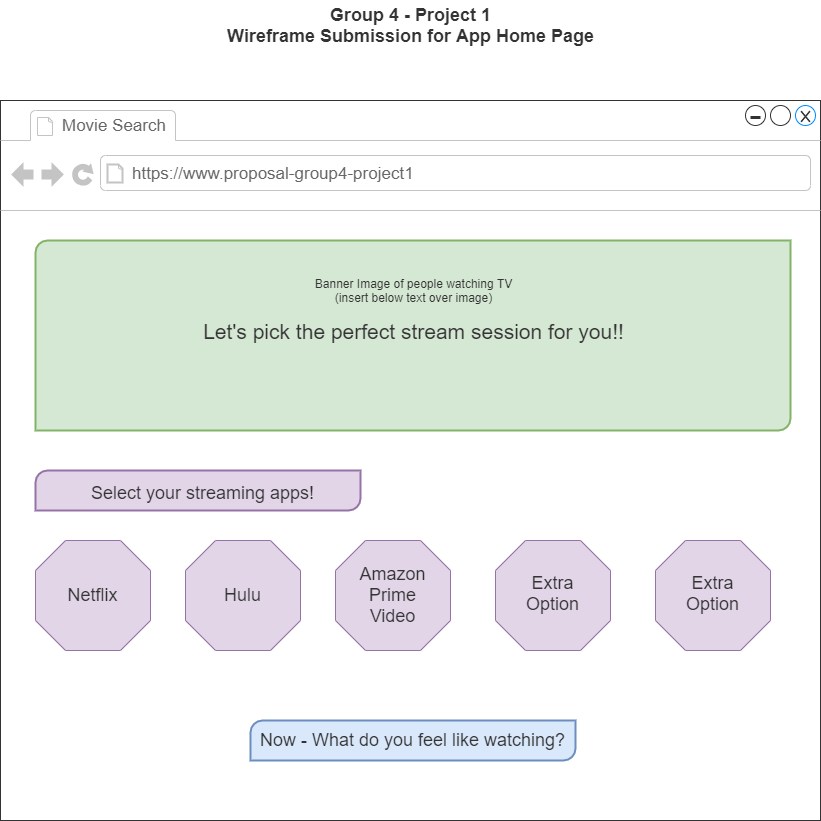 Group 4 - Project 1
Wireframe Submission for App Home Page
Movie Search
https://www.proposal-group4-project1
Banner Image of people watching TV
(insert below text over image)
Let's pick the perfect stream session for you!!
Select your streaming apps!
Netflix
Hulu
Amazon
Prime
Video
Extra
Option
Extra
Option
Now - What do you feel like watching?